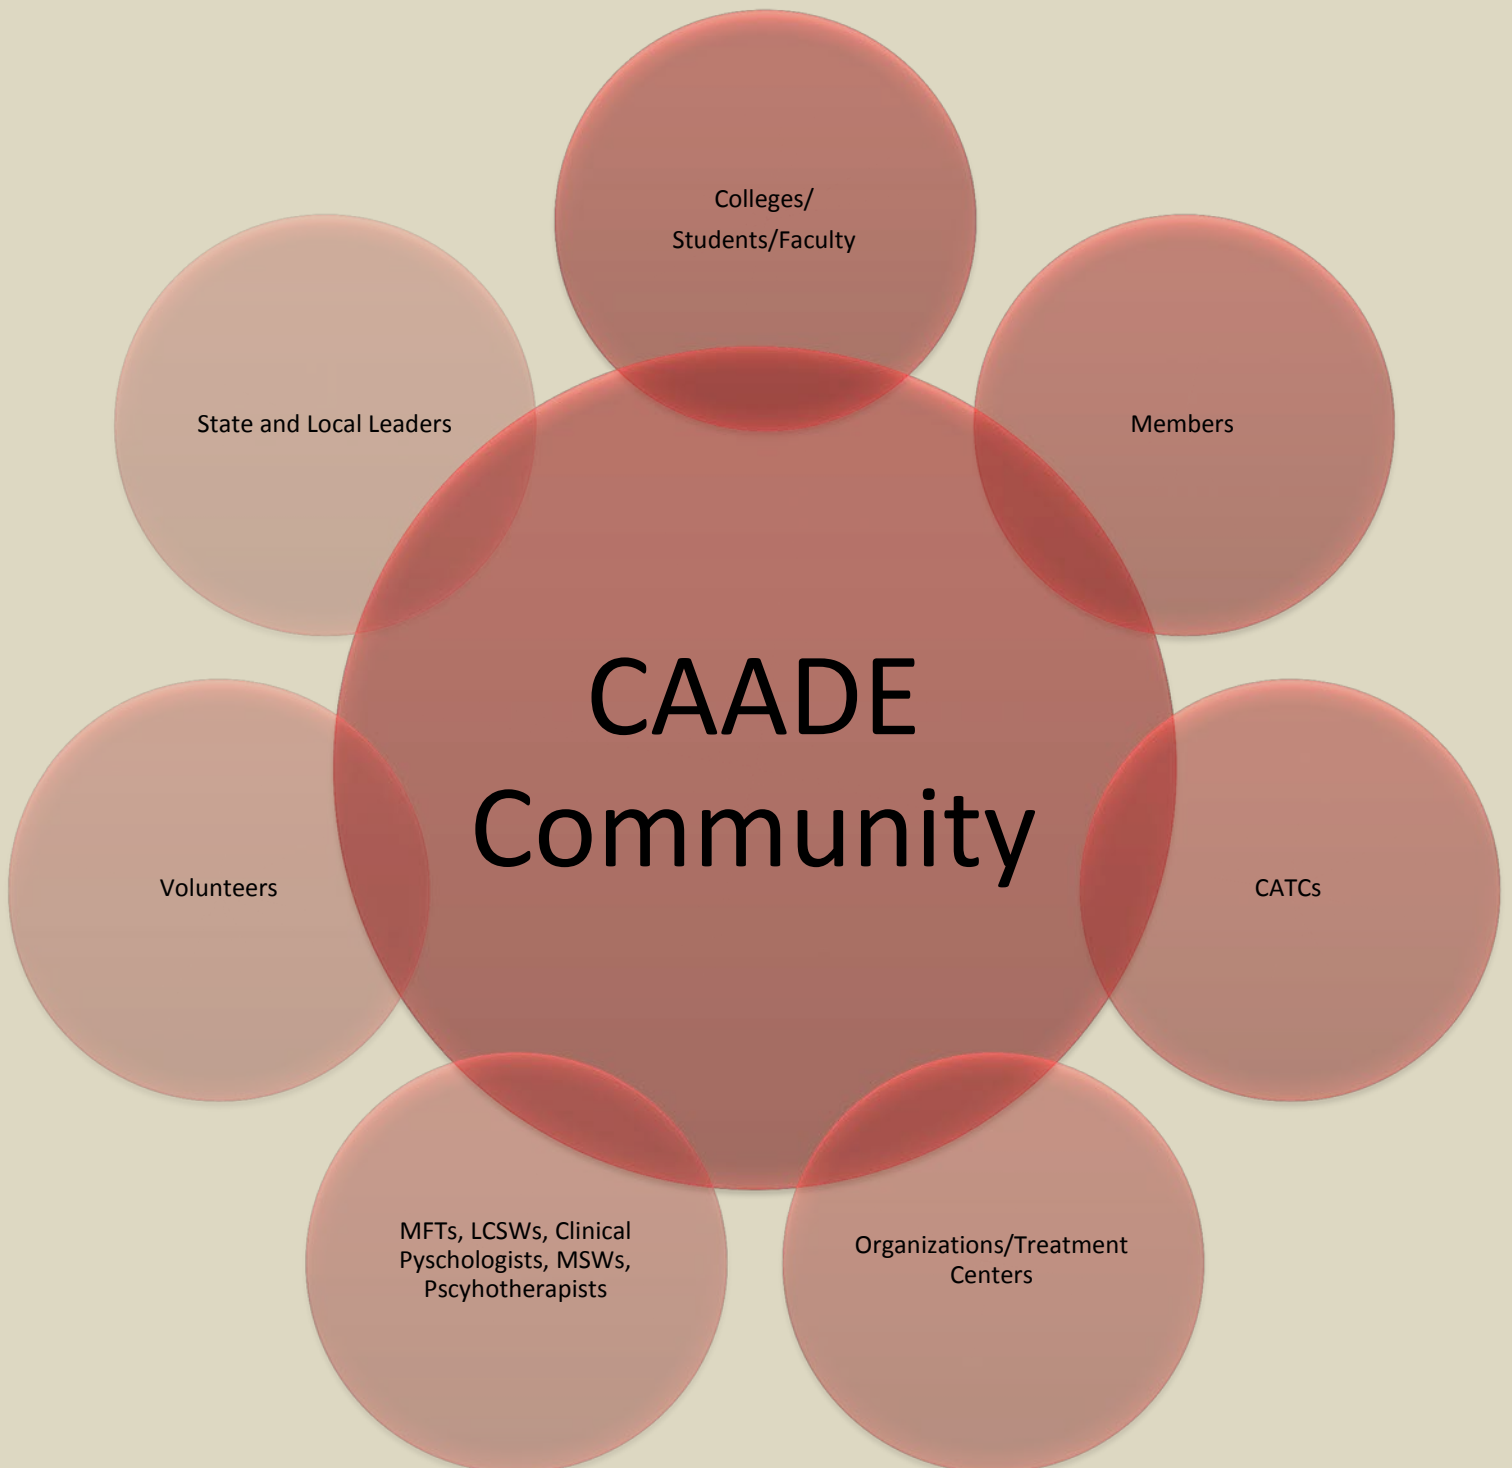 Colleges/
Students/Faculty
State and Local Leaders
Members
CAADE
Community
Volunteers
CATCs
MFTs, LCSWs, Clinical
Pyschologists, MSWs,
Pscyhotherapists
Organizations/Treatment
Centers